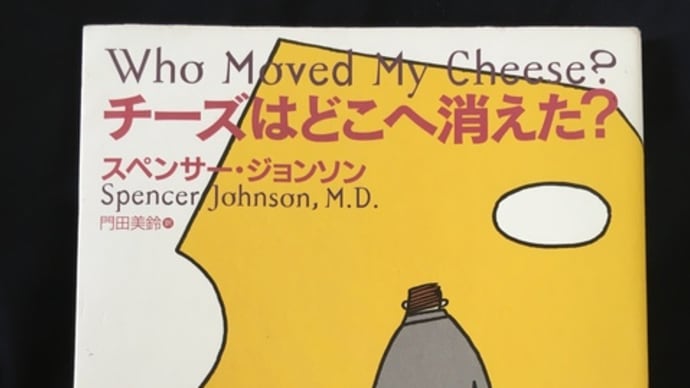 Who Moved My Cheese?
チーズはどこへ消えた?
スペンサー・ジョンソン
Spencer Johnson, M.D.
門田美鈴 訳